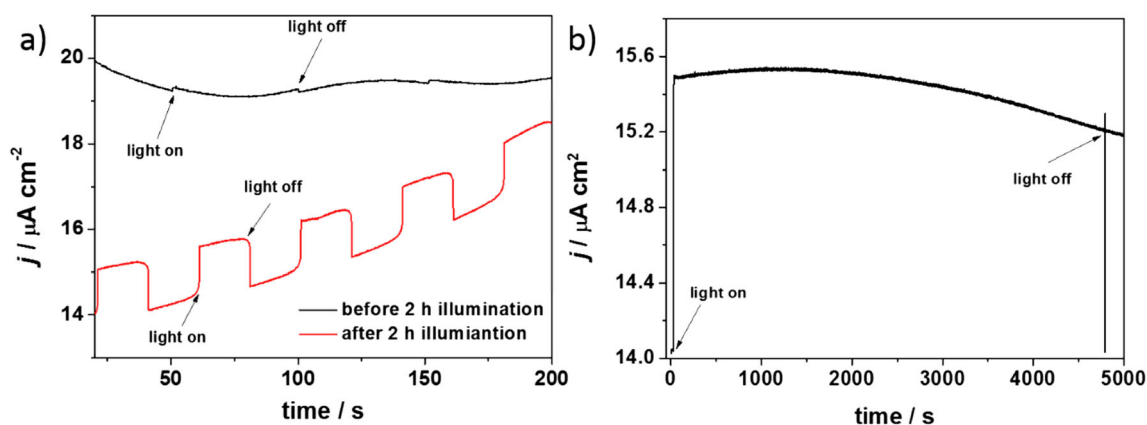 a)
light off
20
light on
18
j / µA cm-2
light off
16
14
light on
before 2 h illumination
after 2 h illumiantion
50
100
150
200
time / s
b)
15.6
15.2
light off
14.8
j / µA cm2
14.4
light on
14.0
0
1000
2000
3000
4000
5000
time / s